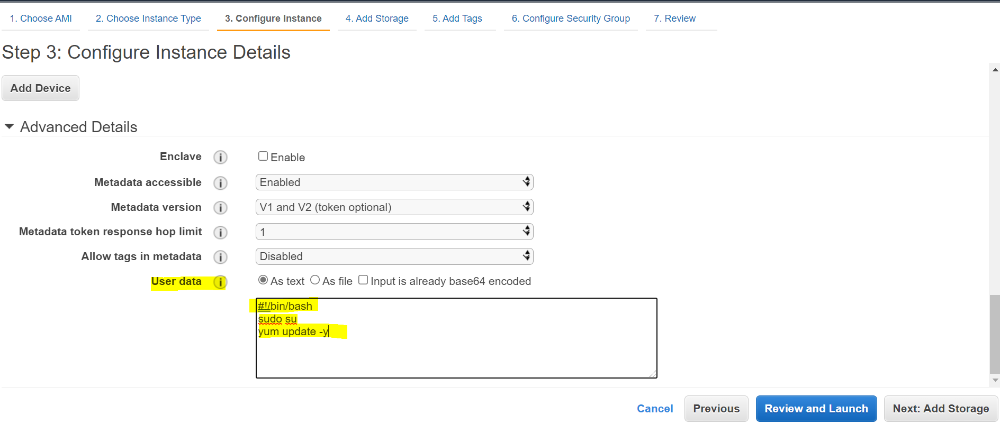 1. Choose AMI 2. Choose Instance Type 3. Configure Instance 4. Add Storage 5. Add Tags 6. Configure Security Group 7. Review
Step 3: Configure Instance Details
Add Device
Advanced Details
Enclave Enable
Metadata accessible Enabled
Metadata version V1 and V2 (token optional)
Metadata token response hop limit 1
Allow tags in metadata Disabled
User data As text As file Input is already base64 encoded
#!/bin/bash
sudo su
yum update -y
Cancel Previous Review and Launch Next: Add Storage